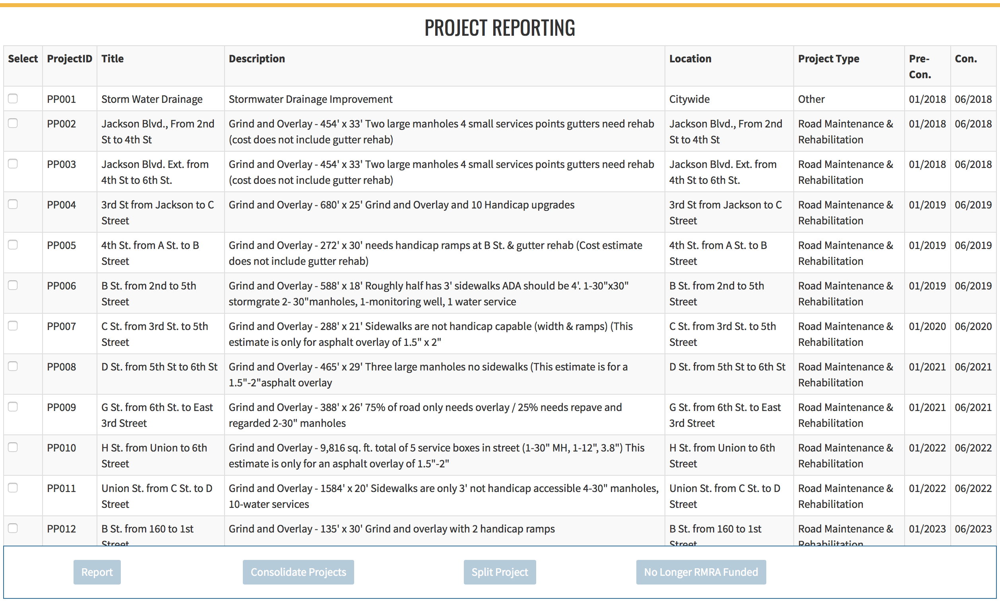 PROJECT REPORTING
Select ProjectID Title Description Location Project Type Pre- Con.
Con.
PP001 Storm Water Drainage Stormwater Drainage Improvement Citywide Other 01/2018 06/2018
PP002 Jackson Blvd., From 2nd Grind and Overlay - 454' x 33' Two large manholes 4 small services points gutters need rehab Jackson Blvd., From 2nd Road Maintenance & 01/2018 06/2018
St to 4th St (cost does not include gutter rehab) St to 4th St Rehabilitation
PP003 Jackson Blvd. Ext. from Grind and Overlay - 454' x 33' Two large manholes 4 small services points gutters need rehab Jackson Blvd. Ext. from Road Maintenance & 01/2018 06/2018
4th St to 6th St. (cost does not include gutter rehab) 4th St to 6th St. Rehabilitation
PP004 3rd St from Jackson to C Grind and Overlay - 680' x 25' Grind and Overlay and 10 Handicap upgrades 3rd St from Jackson to C Road Maintenance & 01/2019 06/2019
Street Street Rehabilitation
PP005 4th St. from A St. to B Grind and Overlay - 272' x 30' needs handicap ramps at B St. & gutter rehab (Cost estimate 4th St. from A St. to B Road Maintenance & 01/2019 06/2019
Street does not include gutter rehab) Street Rehabilitation
PP006 B St. from 2nd to 5th Grind and Overlay - 588' x 18' Roughly half has 3' sidewalks ADA should be 4'. 1-30"x30" B St. from 2nd to 5th Road Maintenance & 01/2019 06/2019
Street stormgrate 2- 30"manholes, 1-monitoring well, 1 water service Street Rehabilitation
PP007 C St. from 3rd St. to 5th Grind and Overlay - 288' x 21' Sidewalks are not handicap capable (width & ramps) (This C St. from 3rd St. to 5th Road Maintenance & 01/2020 06/2020
Street estimate is only for asphalt overlay of 1.5" x 2" Street Rehabilitation
PP008 D St. from 5th St to 6th St Grind and Overlay - 465' x 29' Three large manholes no sidewalks (This estimate is for a D St. from 5th St to 6th St Road Maintenance & 01/2021 06/2021
1.5"-2"asphalt overlay Rehabilitation
PP009 G St. from 6th St. to East Grind and Overlay - 388' x 26' 75% of road only needs overlay / 25% needs repave and G St. from 6th St. to East Road Maintenance & 01/2021 06/2021
3rd Street regarded 2-30" manholes 3rd Street Rehabilitation
PP010 H St. from Union to 6th Grind and Overlay - 9,816 sq. ft. total of 5 service boxes in street (1-30" MH, 1-12", 3.8") This H St. from Union to 6th Road Maintenance & 01/2022 06/2022
Street estimate is only for an asphalt overlay of 1.5"-2" Street Rehabilitation
PP011 Union St. from C St. to D Grind and Overlay - 1584' x 20' Sidewalks are only 3' not handicap accessible 4-30" manholes, Union St. from C St. to D Road Maintenance & 01/2022 06/2022
Street 10-water services Street Rehabilitation
PP012 B St. from 160 to 1st Grind and Overlay - 135' x 30' Grind and overlay with 2 handicap ramps B St. from 160 to 1st Road Maintenance & 01/2023 06/2023
Street Street Rehabilitation
Report Consolidate Projects Split Project No Longer RMRA Funded